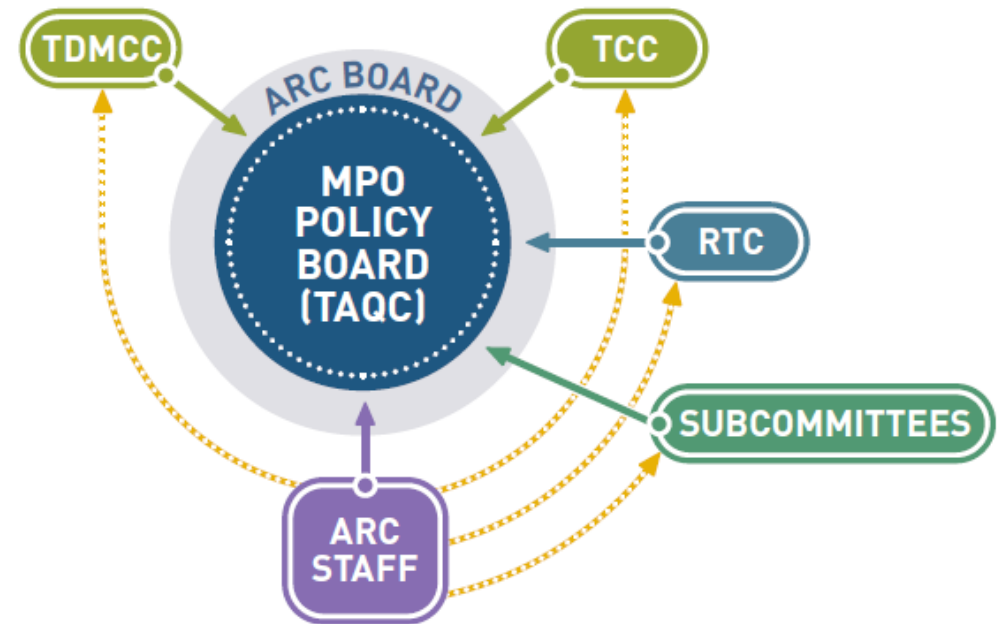 TDMCC
TCC
ARC BOARD
MPO
POLICY
BOARD
(TAQC)
RTC
SUBCOMMITTEES
ARC
STAFF